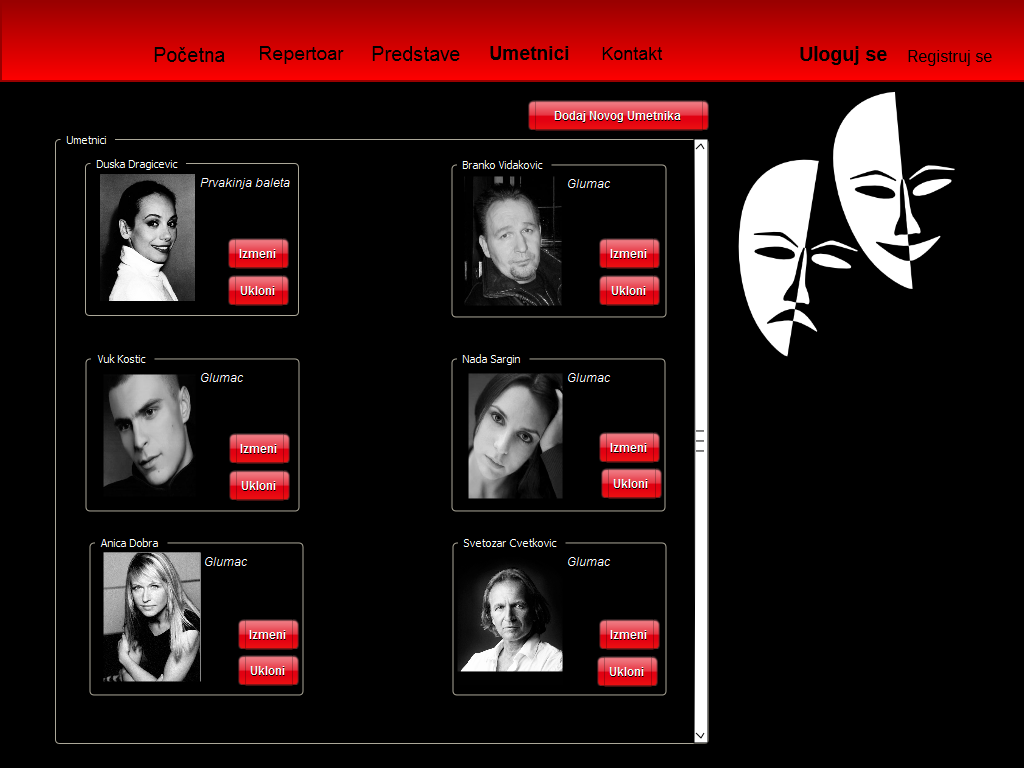 Početna Repertoar Predstave Umetnici Kontakt Uloguj se Registruj se
Dodaj Novog Umetnika
Umetnici
Duska Dragicevic
Prvakinja baleta
Izmeni
Ukloni
Branko Vidakovic
Glumac
Izmeni
Ukloni
Vuk Kostic
Glumac
Izmeni
Ukloni
Nada Sargin
Glumac
Izmeni
Ukloni
Anica Dobra
Glumac
Izmeni
Ukloni
Svetozar Cvetkovic
Glumac
Izmeni
Ukloni